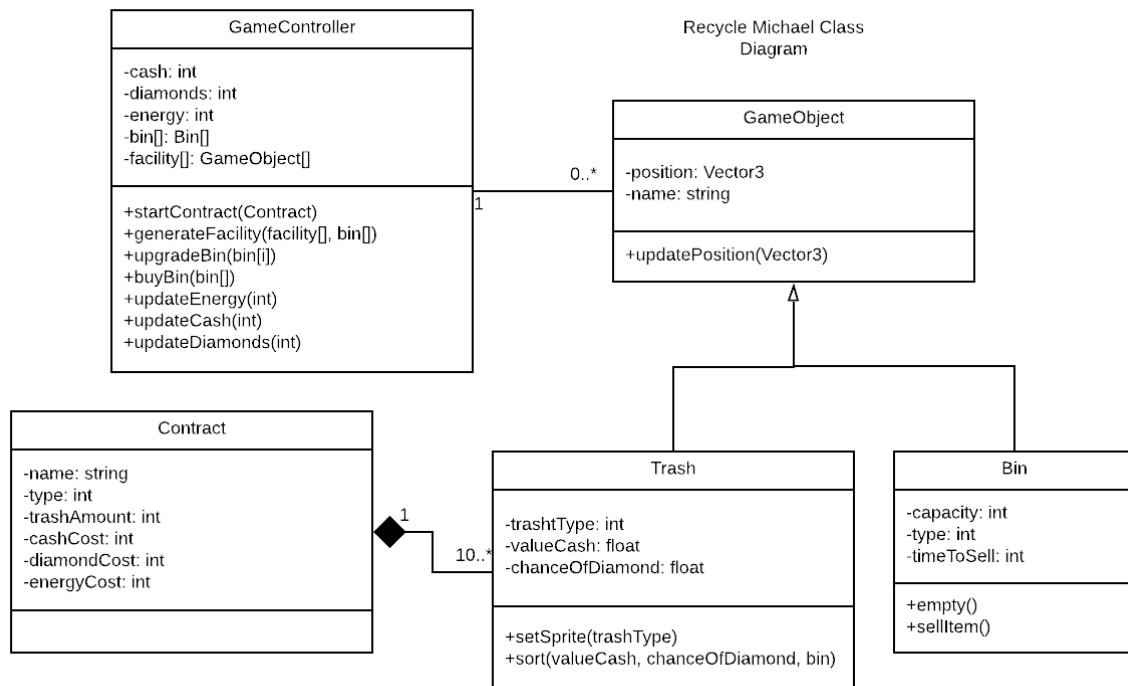 GameController
-cash: int
-diamonds: int
-energy: int
-bin[]: Bin[]
-facility[]: GameObject[]
+startContract(Contract)
+generateFacility(facility[], bin[])
+upgradeBin(bin[i])
+buyBin(bin[])
+updateEnergy(int)
+updateCash(int)
+updateDiamonds(int)
1
0..*
Recycle Michael Class
Diagram
GameObject
-position: Vector3
-name: string
+updatePosition(Vector3)
Contract
-name: string
-type: int
-trashAmount: int
-cashCost: int
-diamondCost: int
-energyCost: int
1
10..*
Trash
-trashtType: int
-valueCash: float
-chanceOfDiamond: float
+setSprite(trashType)
+sort(valueCash, chanceOfDiamond, bin)
Bin
-capacity: int
-type: int
-timeToSell: int
+empty()
+sellItem()